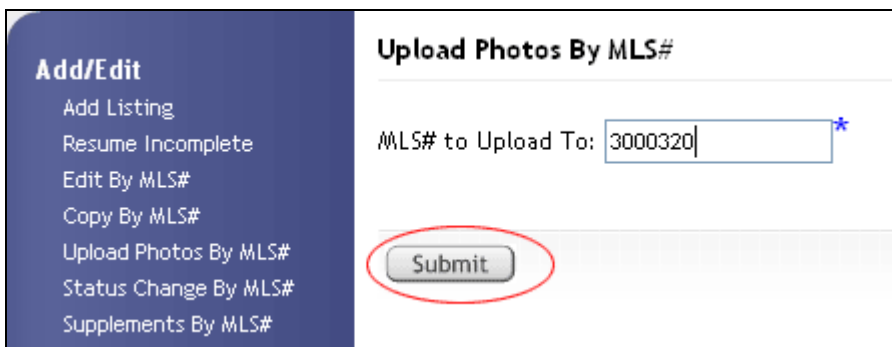 Add/Edit
Add Listing
Resume Incomplete
Edit By MLS#
Copy By MLS#
Upload Photos By MLS#
Status Change By MLS#
Supplements By MLS#
Upload Photos By MLS#
MLS# to Upload To: 3000320 *
Submit